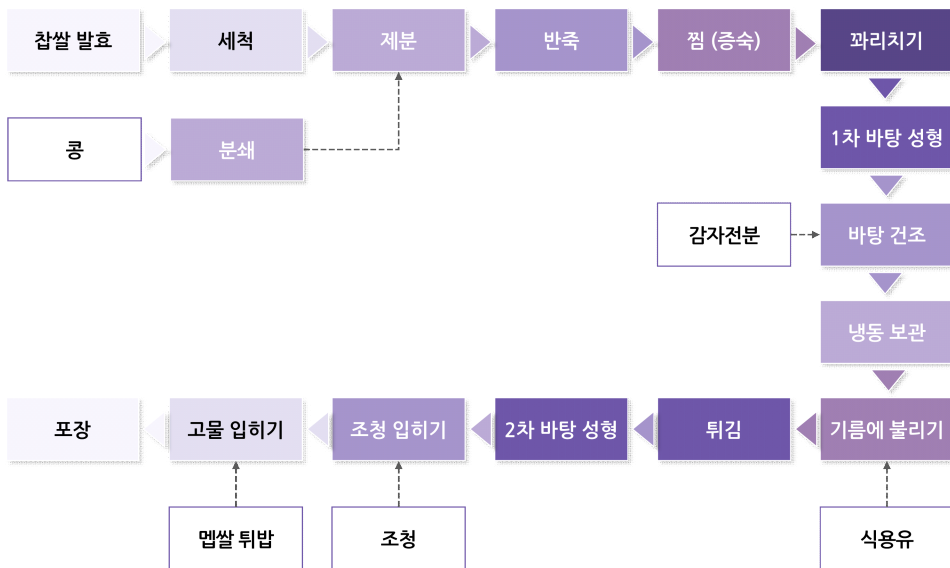 찹쌀 발효
세척
제분
반죽
찜 (증숙)
꽈리치기
콩
분쇄
1차 바탕 성형
감자전분
바탕 건조
냉동 보관
포장
고물 입히기
조청 입히기
2차 바탕 성형
튀김
기름에 불리기
멥쌀 튀밥
조청
식용유